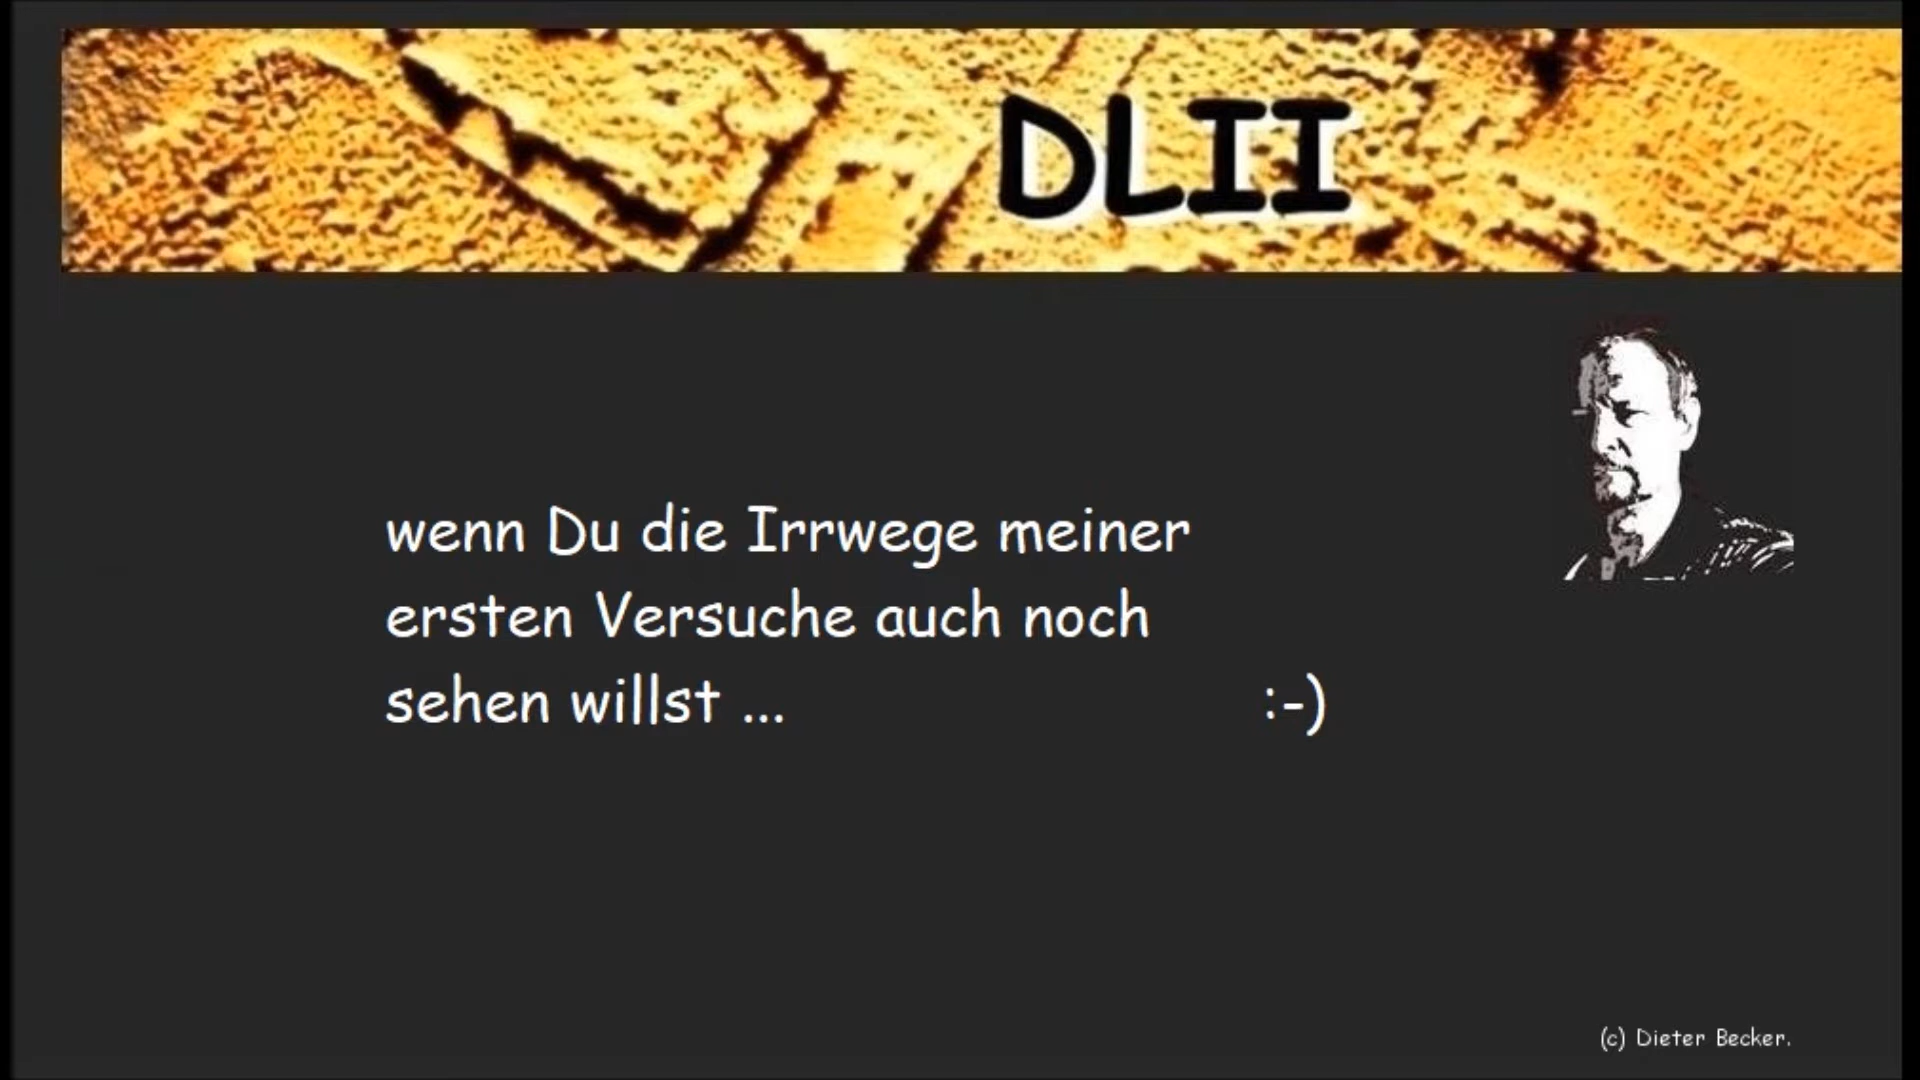 DLII
wenn Du die Irrwege meiner
ersten Versuche auch noch
sehen willst ... :-)
(c) Dieter Becker.